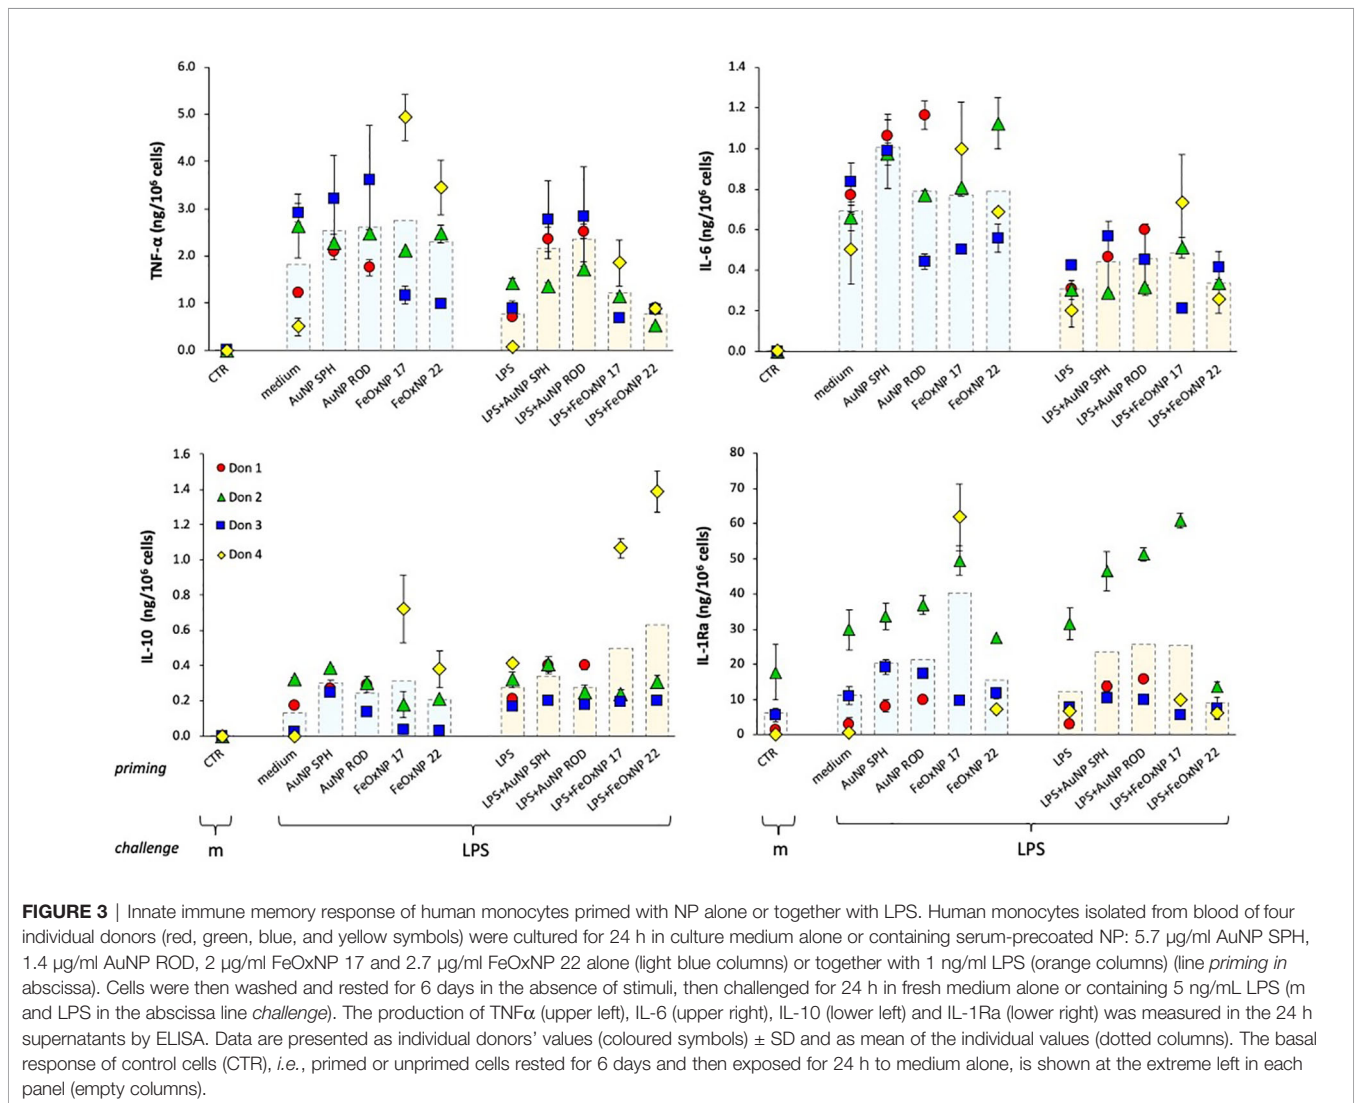 6.0
5.0
4.0
3.0
2.0
1.0
0.0
TNF-α (ng/10⁶ cells)
CTR
medium
AuNP SPH
AuNP ROD
FeOxNP 17
FeOxNP 22
LPS
LPS+AuNP SPH
LPS+AuNP ROD
LPS+FeOxNP 17
LPS+FeOxNP 22
1.4
1.2
1.0
0.8
0.6
0.4
0.2
0.0
IL-6 (ng/10⁶ cells)
CTR
medium
AuNP SPH
AuNP ROD
FeOxNP 17
FeOxNP 22
LPS
LPS+AuNP SPH
LPS+AuNP ROD
LPS+FeOxNP 17
LPS+FeOxNP 22
1.6
1.4
1.2
1.0
0.8
0.6
0.4
0.2
0.0
IL-10 (ng/10⁶ cells)
Don 1
Don 2
Don 3
Don 4
CTR
medium
AuNP SPH
AuNP ROD
FeOxNP 17
FeOxNP 22
LPS
LPS+AuNP SPH
LPS+AuNP ROD
LPS+FeOxNP 17
LPS+FeOxNP 22
80
70
60
50
40
30
20
10
0
IL-1Ra (ng/10⁶ cells)
CTR
medium
AuNP SPH
AuNP ROD
FeOxNP 17
FeOxNP 22
LPS
LPS+AuNP SPH
LPS+AuNP ROD
LPS+FeOxNP 17
LPS+FeOxNP 22
priming
challenge m LPS m LPS
FIGURE 3 | Innate immune memory response of human monocytes primed with NP alone or together with LPS. Human monocytes isolated from blood of four
individual donors (red, green, blue, and yellow symbols) were cultured for 24 h in culture medium alone or containing serum-precoated NP: 5.7 µg/ml AuNP SPH,
1.4 µg/ml AuNP ROD, 2 µg/ml FeOxNP 17 and 2.7 µg/ml FeOxNP 22 alone (light blue columns) or together with 1 ng/ml LPS (orange columns) (line priming in
abscissa). Cells were then washed and rested for 6 days in the absence of stimuli, then challenged for 24 h in fresh medium alone or containing 5 ng/mL LPS (m
and LPS in the abscissa line challenge). The production of TNFα (upper left), IL-6 (upper right), IL-10 (lower left) and IL-1Ra (lower right) was measured in the 24 h
supernatants by ELISA. Data are presented as individual donors' values (coloured symbols) ± SD and as mean of the individual values (dotted columns). The basal
response of control cells (CTR), i.e., primed or unprimed cells rested for 6 days and then exposed for 24 h to medium alone, is shown at the extreme left in each
panel (empty columns).